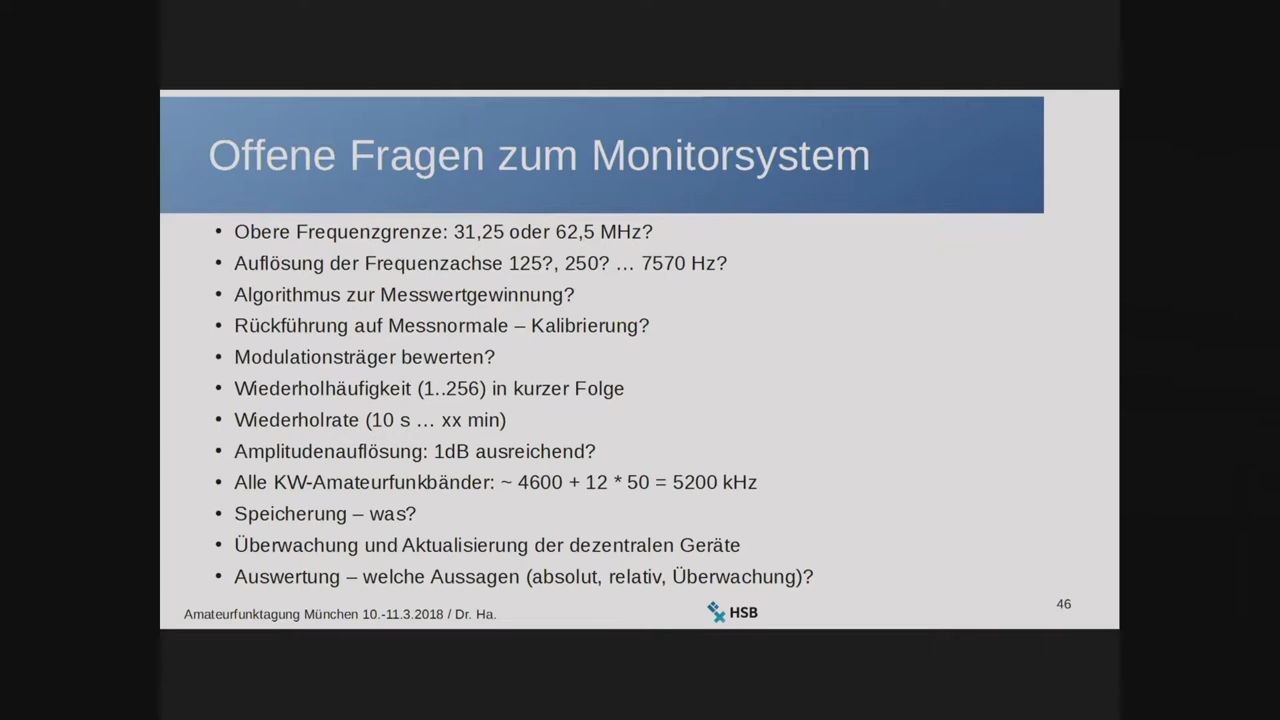 Offene Fragen zum Monitorsystem
• Obere Frequenzgrenze: 31,25 oder 62,5 MHz?
• Auflösung der Frequenzachse 125?, 250? … 7570 Hz?
• Algorithmus zur Messwertgewinnung?
• Rückführung auf Messnormale – Kalibrierung?
• Modulationsträger bewerten?
• Wiederholhäufigkeit (1..256) in kurzer Folge
• Wiederholrate (10 s … xx min)
• Amplitudenauflösung: 1dB ausreichend?
• Alle KW-Amateurfunkbänder: ~ 4600 + 12 * 50 = 5200 kHz
• Speicherung – was?
• Überwachung und Aktualisierung der dezentralen Geräte
• Auswertung – welche Aussagen (absolut, relativ, Überwachung)?
Amateurfunktagung München 10.-11.3.2018 / Dr. Ha.
HSB
46